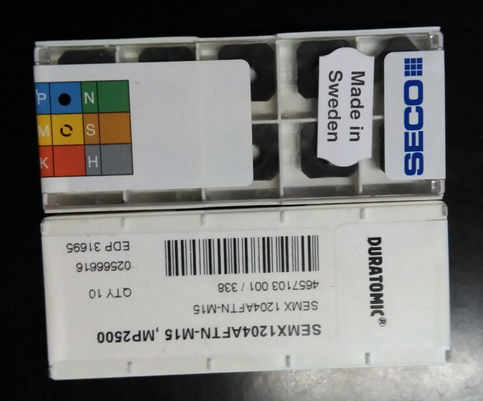 P
N
M
S
K
H
Made in
Sweden
SECO
DURATOMIC®
SEMX1204AFTN-M15 ,MP2500
SEMX 1204AFTN-M15
4657103 001 / 338
QTY 10
02566616
EDP 31695